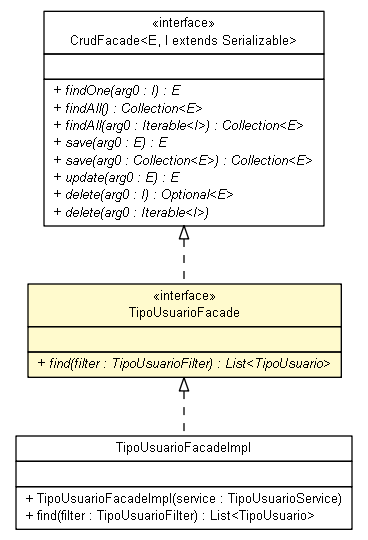 «interface»
CrudFacade<E, I extends Serializable>
+ findOne(arg0 : I) : E
+ findAll() : Collection<E>
+ findAll(arg0 : Iterable<I>) : Collection<E>
+ save(arg0 : E) : E
+ save(arg0 : Collection<E>) : Collection<E>
+ update(arg0 : E) : E
+ delete(arg0 : I) : Optional<E>
+ delete(arg0 : Iterable<I>)
«interface»
TipoUsuarioFacade
+ find(filter : TipoUsuarioFilter) : List<TipoUsuario>
TipoUsuarioFacadeImpl
+ TipoUsuarioFacadeImpl(service : TipoUsuarioService)
+ find(filter : TipoUsuarioFilter) : List<TipoUsuario>